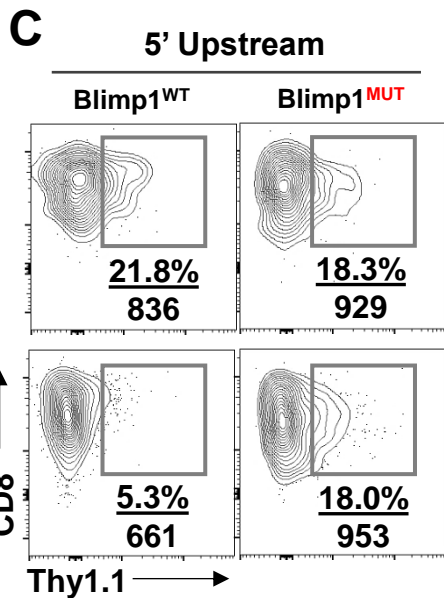 C
5’ Upstream
Blimp1WT Blimp1MUT
21.8% 18.3%
836 929
5.3% 18.0%
661 953
CD8
Thy1.1